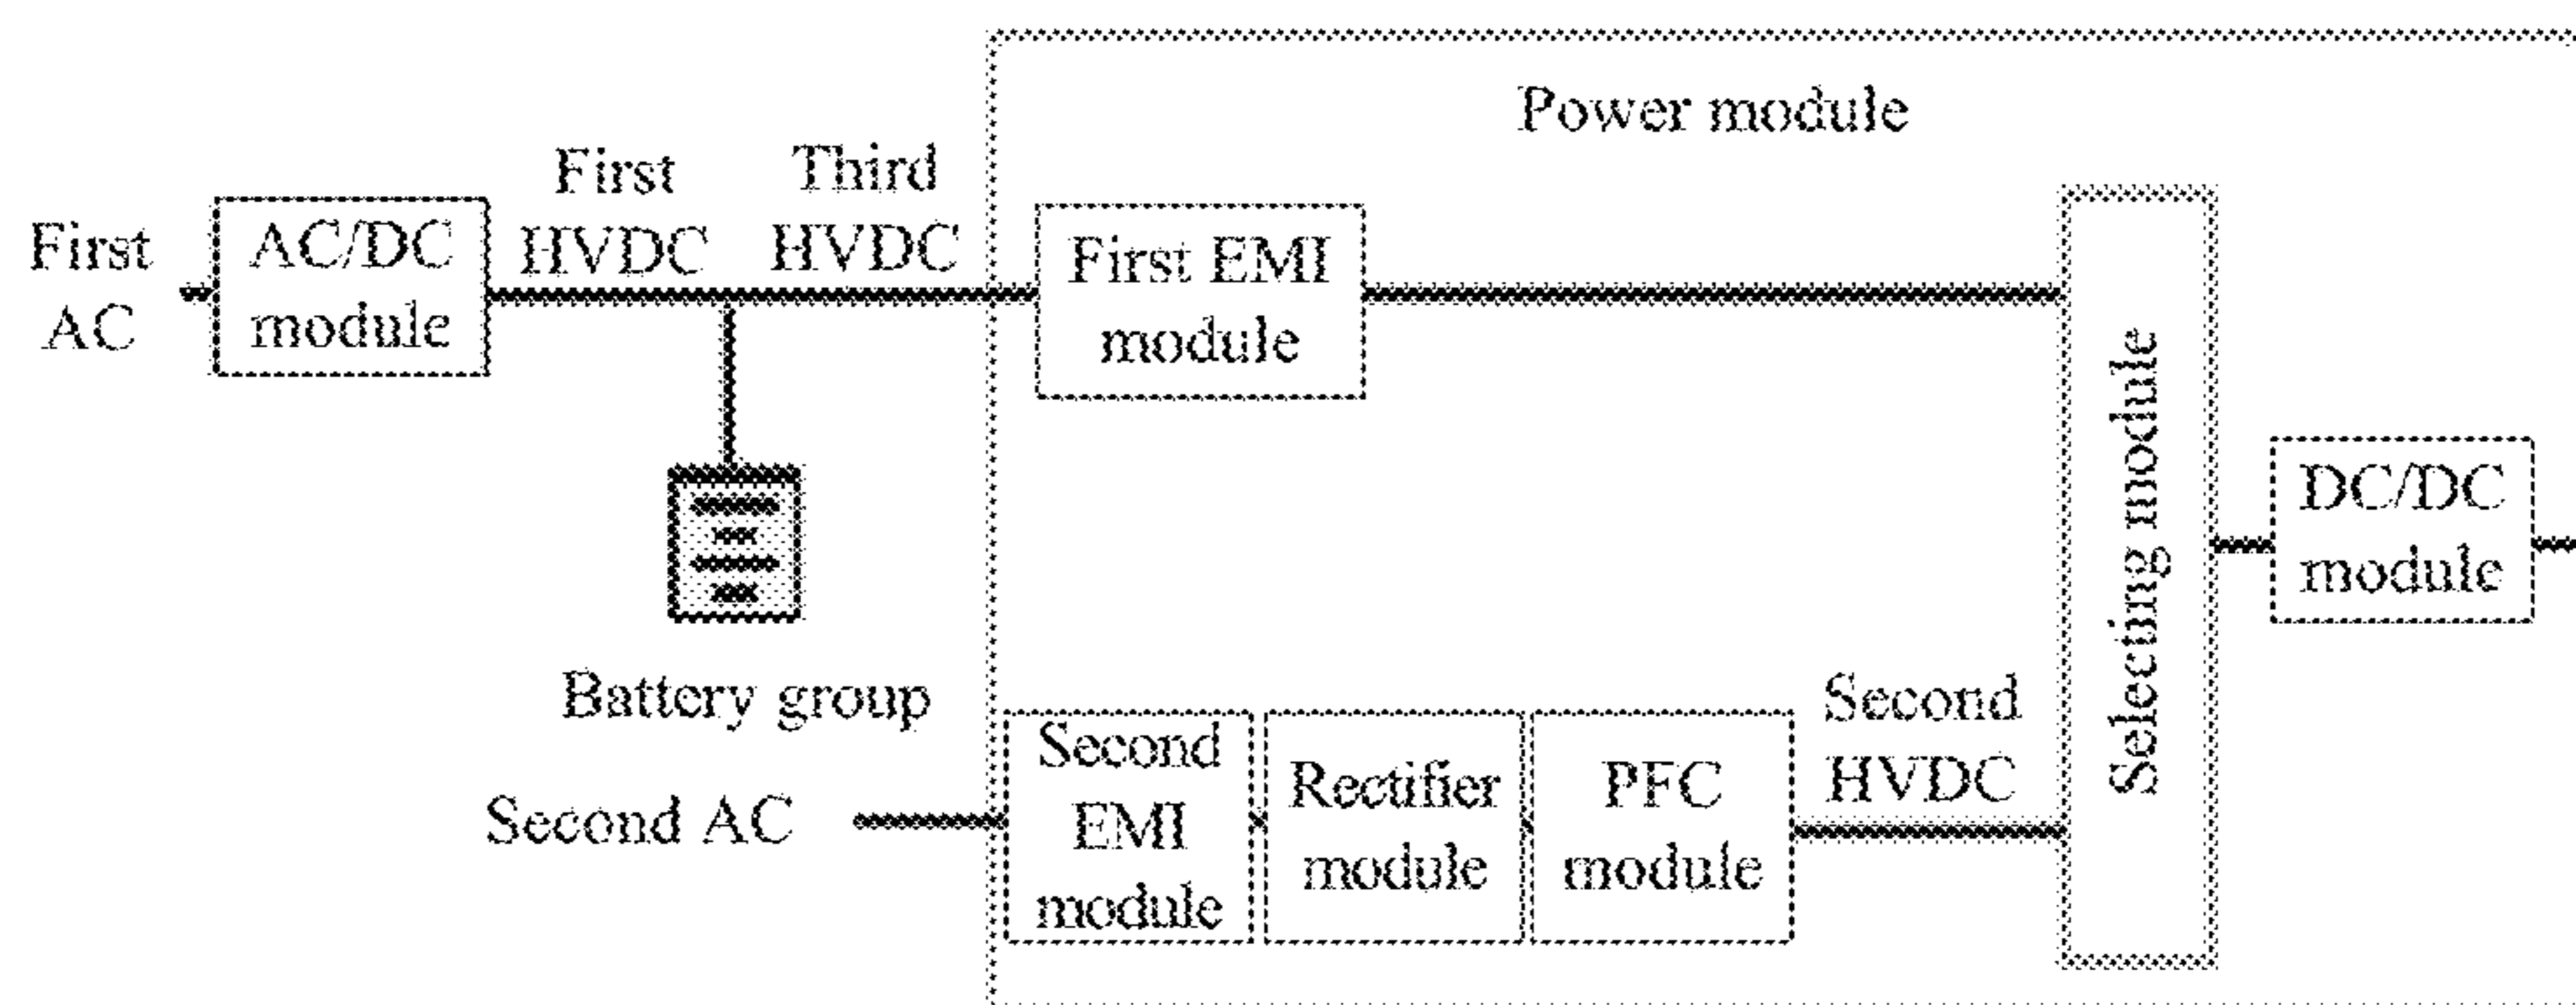 Power module
First
AC
AC/DC
module
First
HVDC
Third
HVDC
First EMI
module
Selecting module
DC/DC
module
Battery group
Second AC
Second
EMI
module
Rectifier
module
PFC
module
Second
HVDC